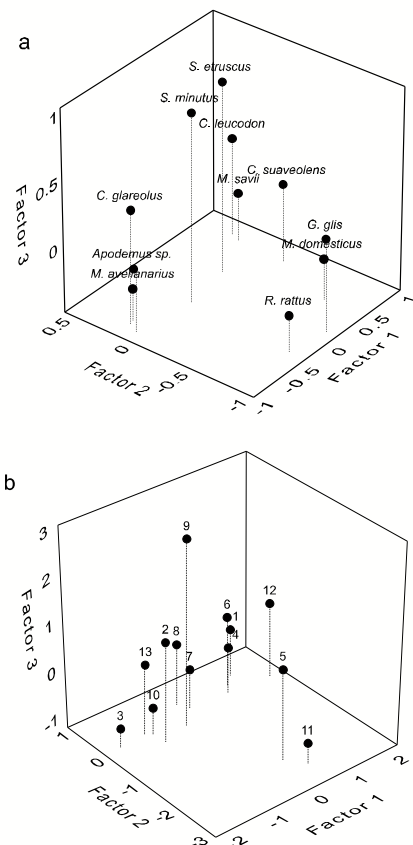 a
S. etruscus
S. minutus
C. leucodon
M. savii
C. suaveolens
C. glareolus
G. glis
M. domesticus
Apodemus sp.
M. avellanarius
R. rattus
1
0.5
0
Factor 3
0.5
0
-0.5
-1
Factor 2
-1
-0.5
0
0.5
1
Factor 1
b
9
12
6
1
2
8
4
13
7
5
10
3
11
3
2
1
0
-1
Factor 3
1
0
-1
-2
-3
Factor 2
-2
-1
0
1
2
Factor 1